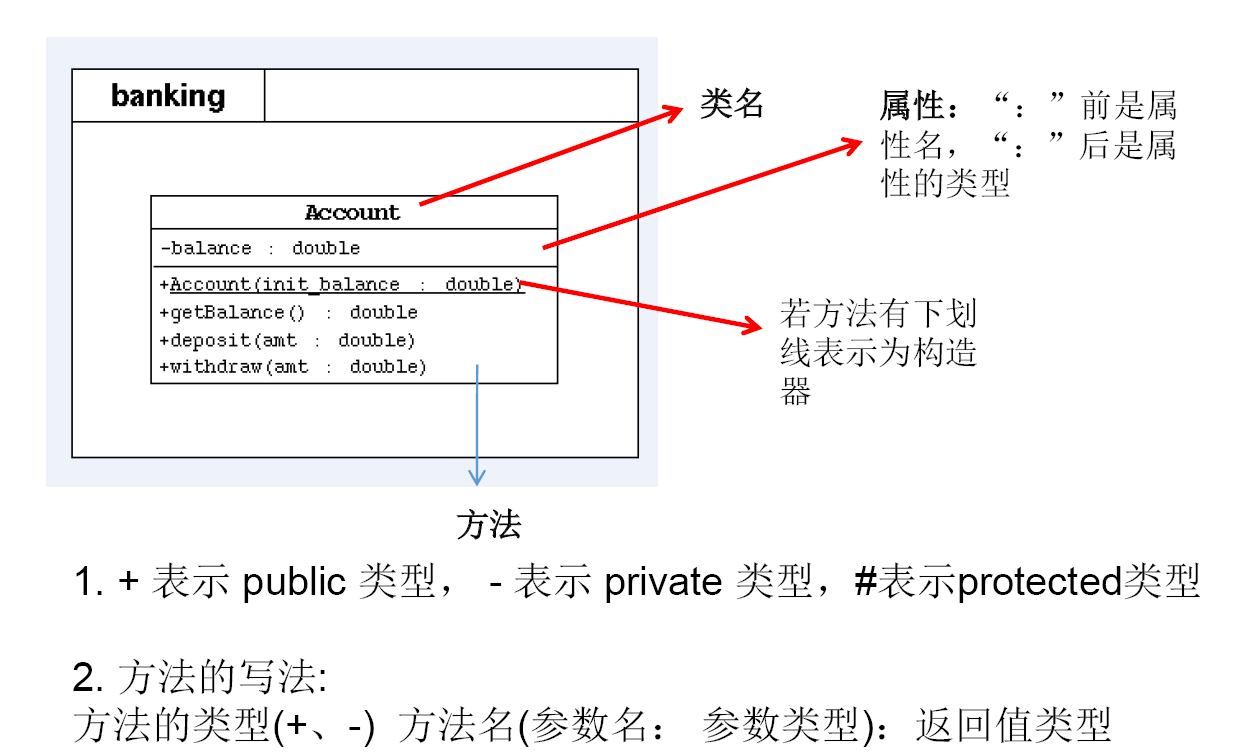 banking
类名
属性：“：”前是属
性名，“：”后是属
性的类型
Account
-balance : double
+Account(init_balance : double)
+getBalance() : double
+deposit(amt : double)
+withdraw(amt : double)
若方法有下划
线表示为构造
器
方法
1. + 表示 public 类型， - 表示 private 类型，#表示protected类型
2. 方法的写法:
方法的类型(+、-) 方法名(参数名： 参数类型)：返回值类型